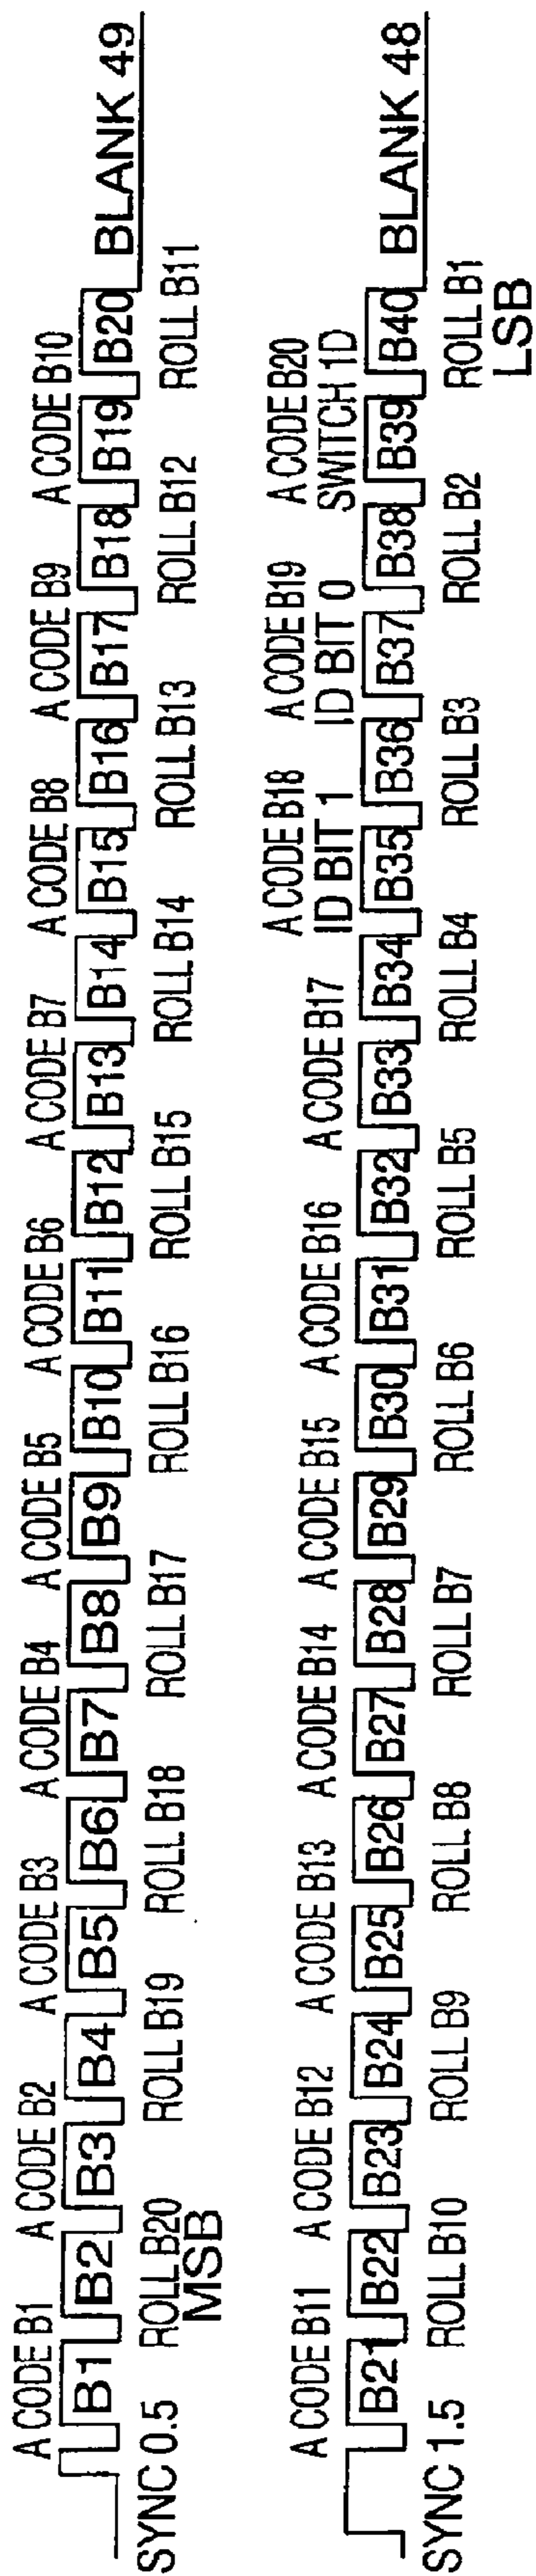 A CODE B1 A CODE B2 A CODE B3 A CODE B4 A CODE B5 A CODE B6 A CODE B7 A CODE B8 A CODE B9 A CODE B10
B1 B2 B3 B4 B5 B6 B7 B8 B9 B10 B11 B12 B13 B14 B15 B16 B17 B18 B19 B20 BLANK 49
SYNC 0.5 ROLL B20 ROLL B19 ROLL B18 ROLL B17 ROLL B16 ROLL B15 ROLL B14 ROLL B13 ROLL B12 ROLL B11
MSB
A CODE B18 A CODE B19 A CODE B20
A CODE B11 A CODE B12 A CODE B13 A CODE B14 A CODE B15 A CODE B16 A CODE B17 ID BIT 1 ID BIT 0 SWITCH 1D
B21 B22 B23 B24 B25 B26 B27 B28 B29 B30 B31 B32 B33 B34 B35 B36 B37 B38 B39 B40 BLANK 48
SYNC 1.5 ROLL B10 ROLL B9 ROLL B8 ROLL B7 ROLL B6 ROLL B5 ROLL B4 ROLL B3 ROLL B2 ROLL B1
LSB